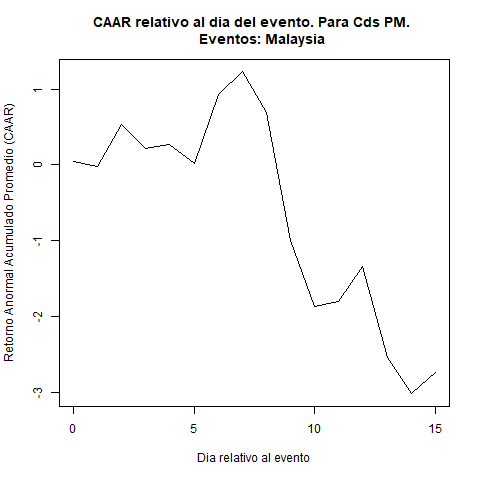 CAAR relativo al dia del evento. Para Cds PM.
Eventos: Malaysia
Retorno Anormal Acumulado Promedio (CAAR)
1
0
-1
-2
-3
0 5 10 15
Dia relativo al evento